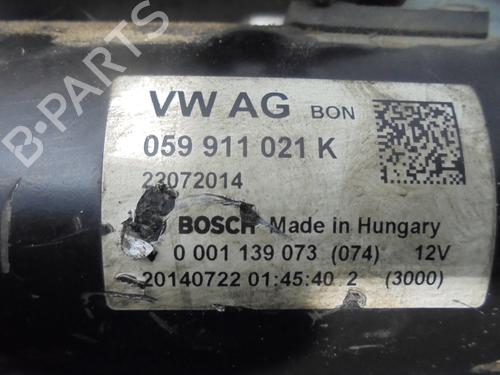 VW AG BON
059 911 021 K
22072014
BOSCH Made in Hungary
0 001 139 073 (074) 12V
20140722 01:45:40 2 (3000)
B-PARTS